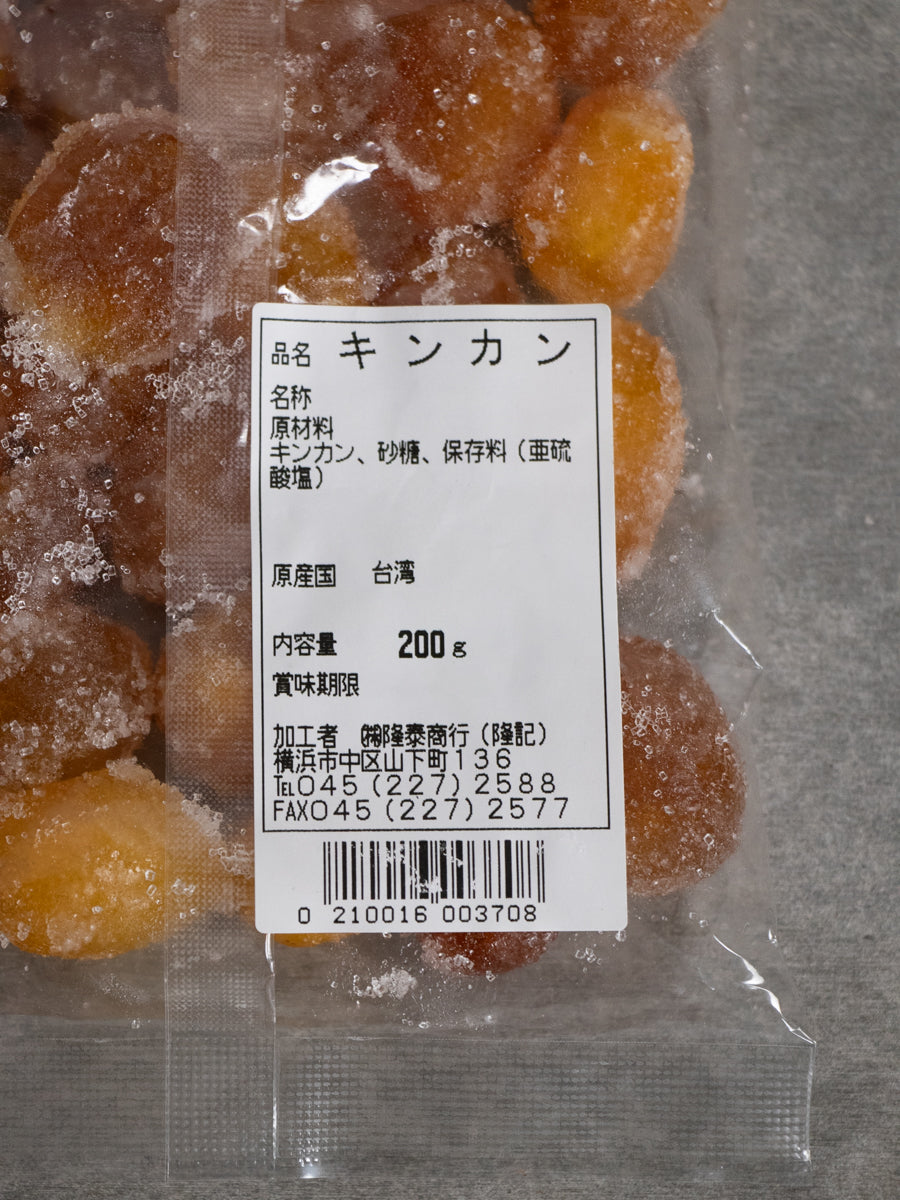 品名 キンカン
名称
原材料
キンカン、砂糖、保存料（亜硫
酸塩）
原産国 台湾
内容量 200g
賞味期限
加工者 ㈱隆泰商行（隆記）
横浜市中区山下町136
℡045（227）2588
FAX045（227）2577
0 210016 003708